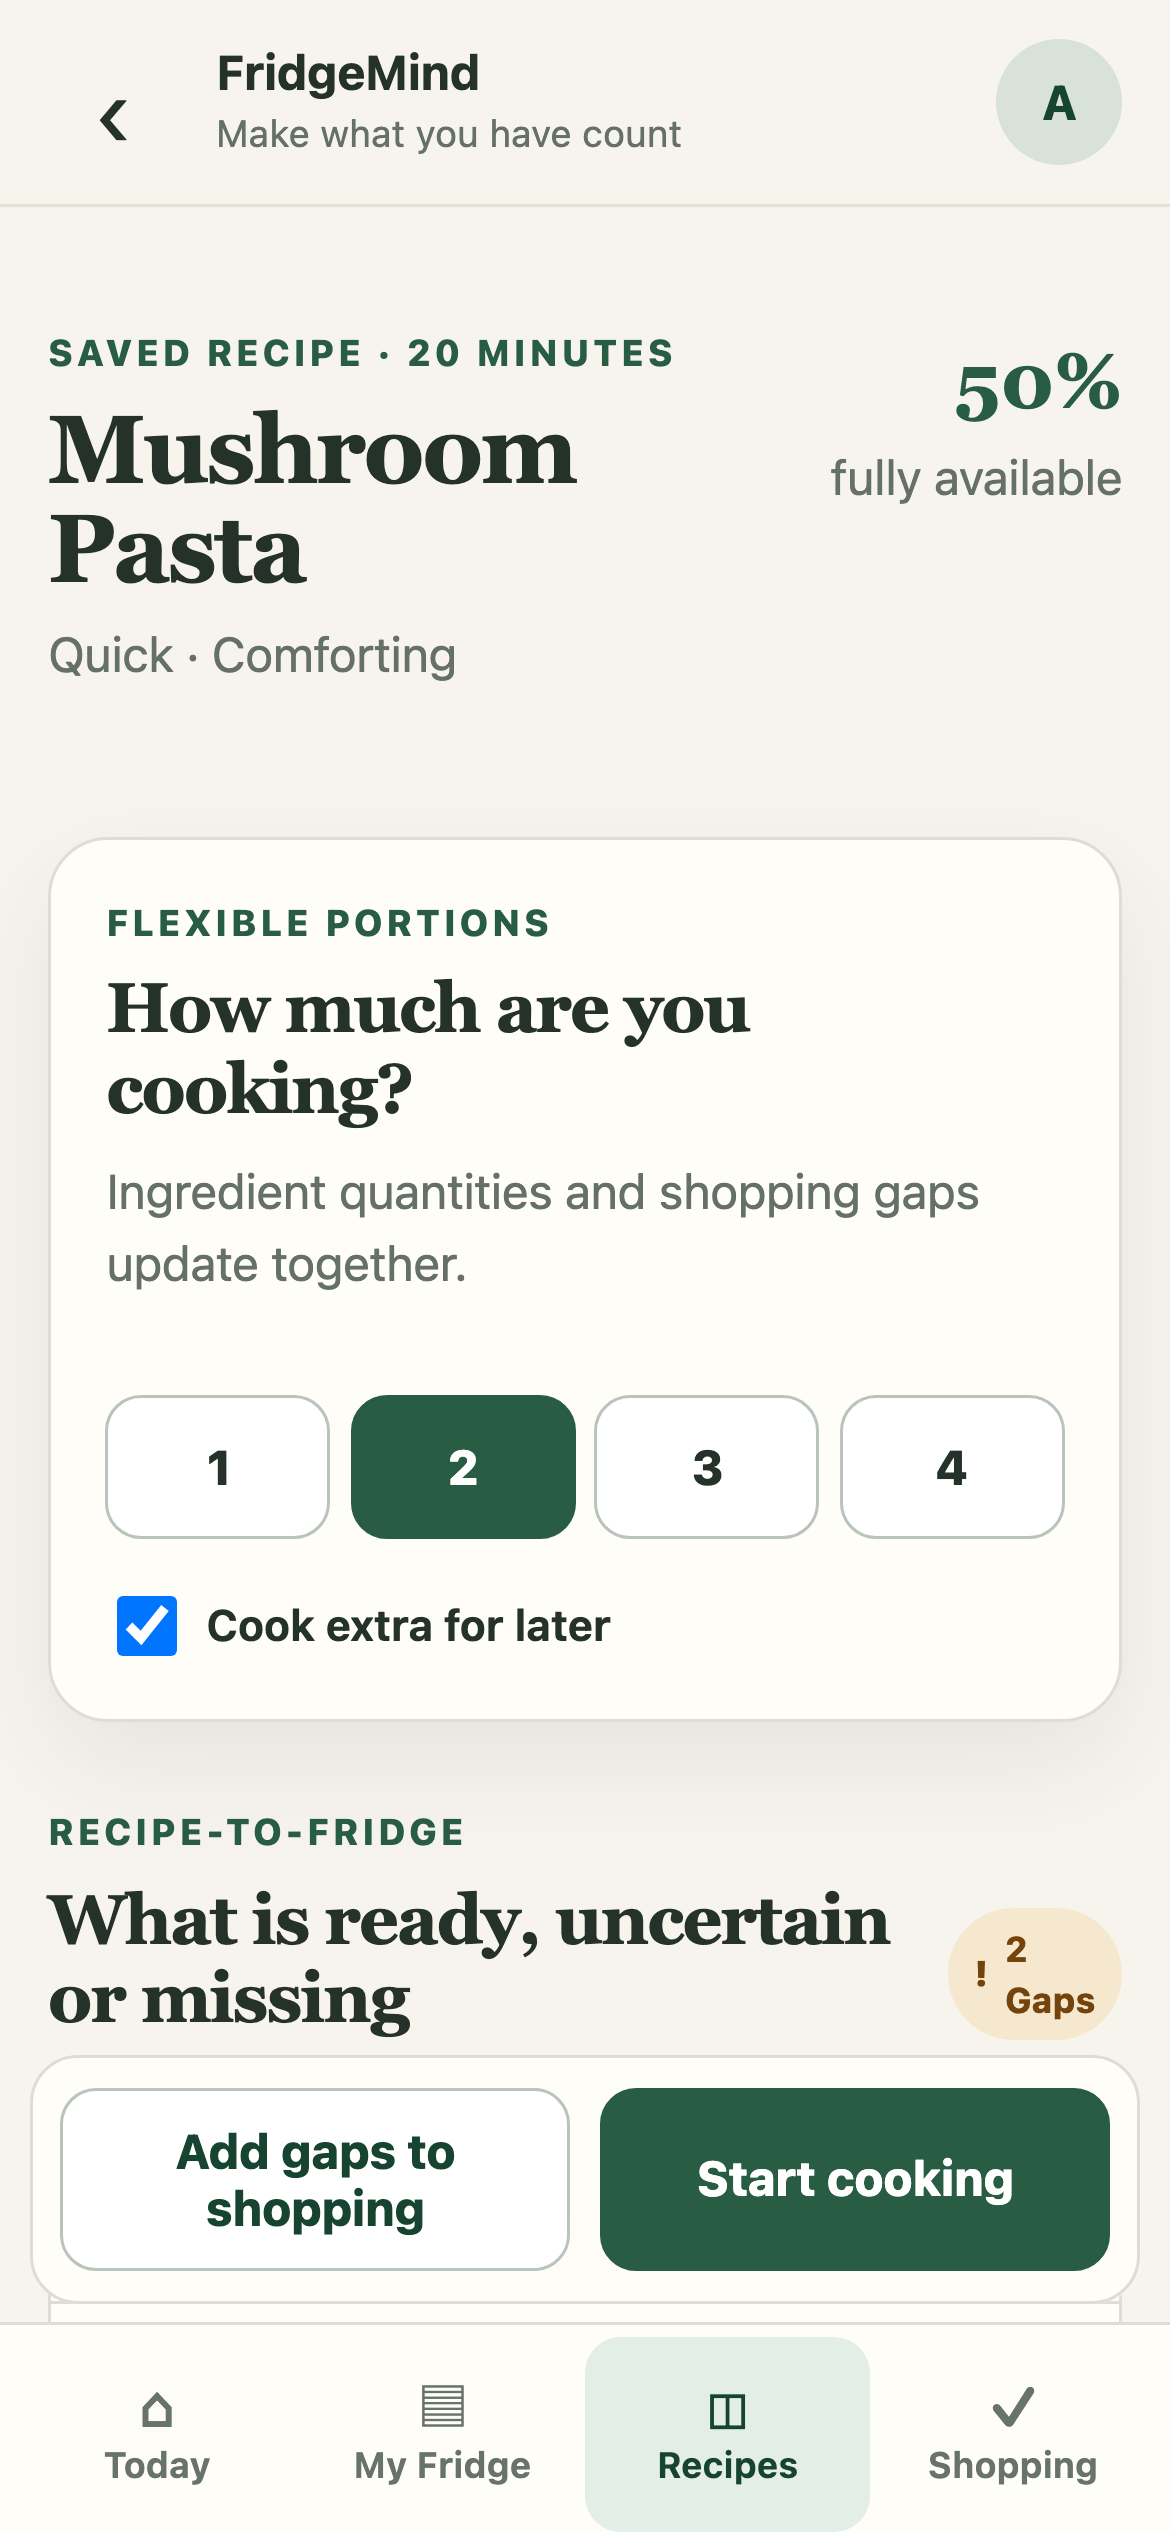 FridgeMind
Make what you have count
A
SAVED RECIPE · 20 MINUTES
Mushroom
Pasta
Quick · Comforting
50%
fully available
FLEXIBLE PORTIONS
How much are you
cooking?
Ingredient quantities and shopping gaps
update together.
1 2 3 4
Cook extra for later
RECIPE-TO-FRIDGE
What is ready, uncertain
or missing
! 2
Gaps
Add gaps to
shopping
Start cooking
Today My Fridge Recipes Shopping